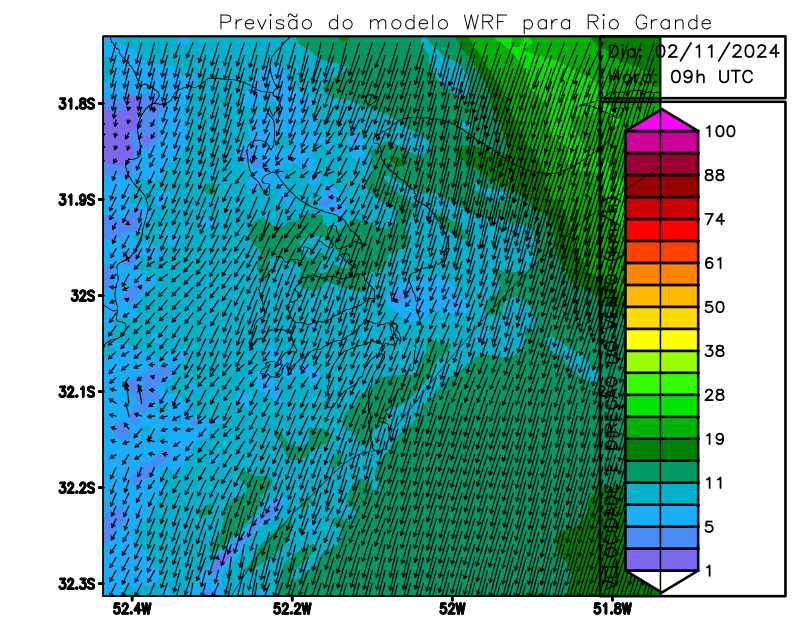 Previsão do modelo WRF para Rio Grande
Dia: 02/11/2024
Hora: 09h UTC
31.8S
31.9S
32S
32.1S
32.2S
32.3S
52.4W
52.2W
52W
51.8W
100
88
74
61
50
38
28
19
11
5
1
VELOCIDADE E DIREÇÃO DO VENTO (km/h)